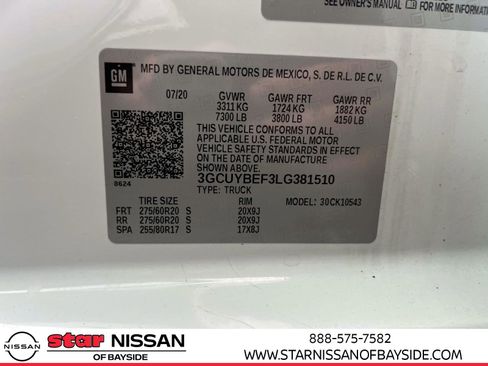 SEE OWNER'S MANUAL FOR MORE INFORMA
GM
MFD BY GENERAL MOTORS DE MEXICO, S. DE R.L. DE C.V.
07/20 GVWR GAWR FRT GAWR RR
3311 KG 1724 KG 1882 KG
7300 LB 3800 LB 4150 LB
THIS VEHICLE CONFORMS TO ALL
APPLICABLE U.S. FEDERAL MOTOR
VEHICLE SAFETY STANDARDS IN EFFECT
ON THE DATE OF MANUFACTURE
SHOWN ABOVE.
8624
3GCUYBEF3LG381510
TYPE: TRUCK
TIRE SIZE RIM MODEL: 30CK10543
FRT 275/60R20 S 20X9J
RR 275/60R20 S 20X9J
SPA 255/80R17 S 17X8J
NISSAN
star NISSAN
OF BAYSIDE
888-575-7582
WWW.STARNISSANOFBAYSIDE.COM